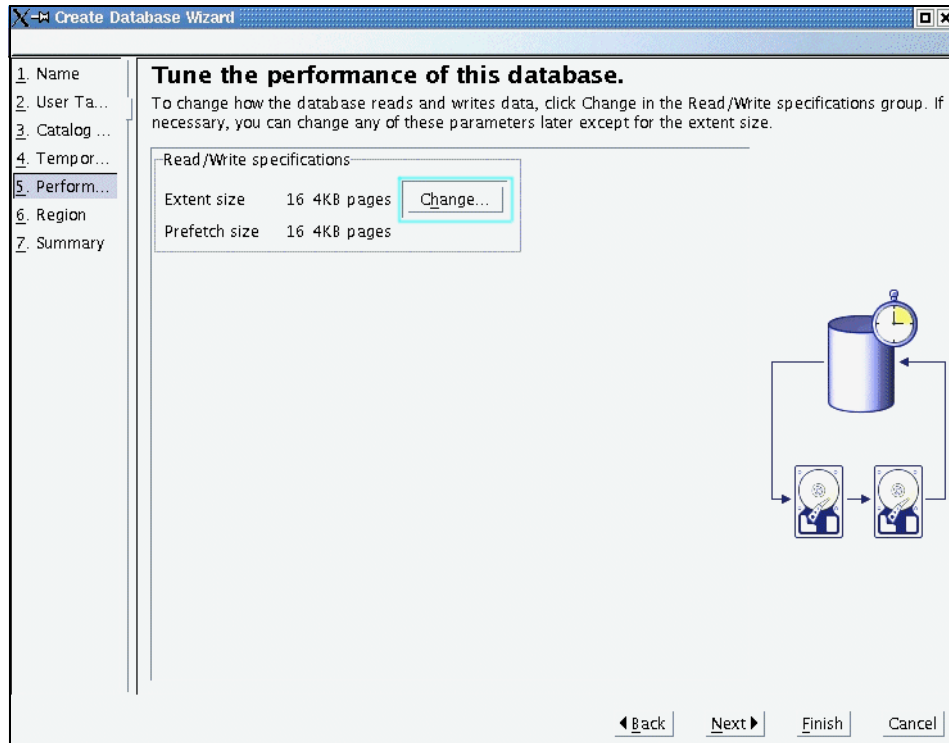 Create Database Wizard
1. Name
2. User Ta...
3. Catalog ...
4. Tempor...
5. Perform...
6. Region
7. Summary
Tune the performance of this database.
To change how the database reads and writes data, click Change in the Read/Write specifications group. If
necessary, you can change any of these parameters later except for the extent size.
Read/Write specifications
Extent size 16 4KB pages Change...
Prefetch size 16 4KB pages
Back Next Finish Cancel